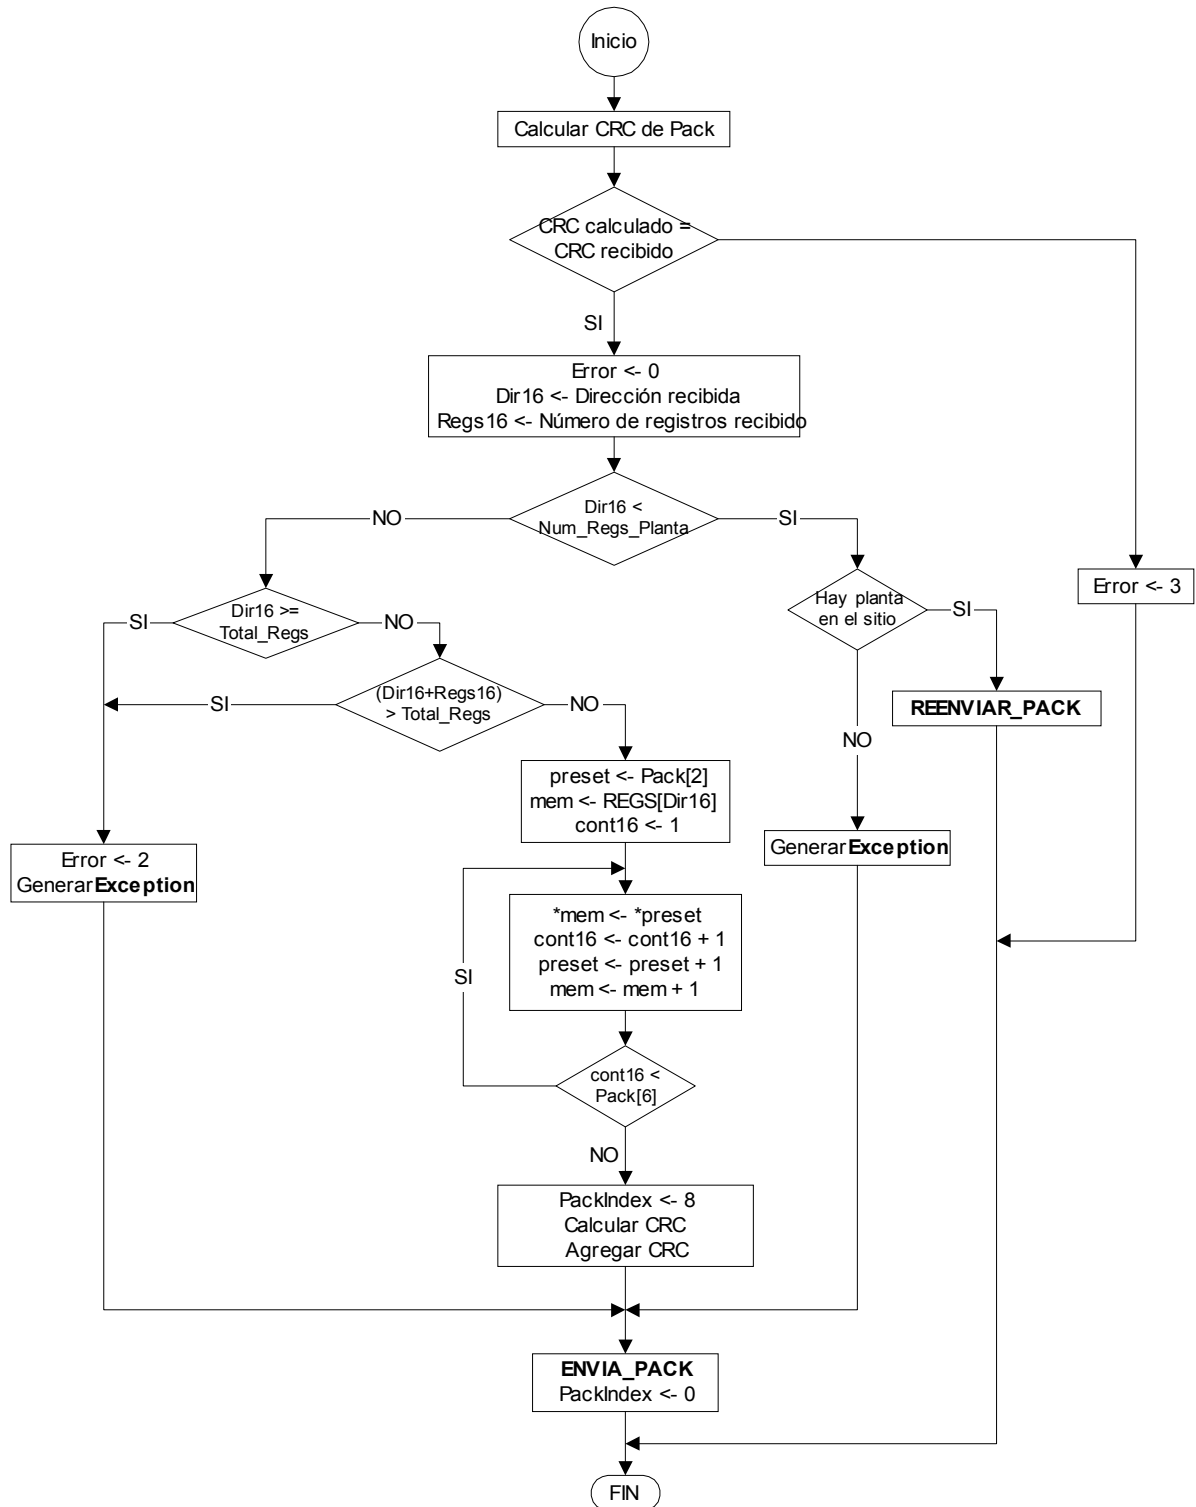 Inicio
Calcular CRC de Pack
CRC calculado =
CRC recibido
SI
Error <- 0
Dir16 <- Dirección recibida
Regs16 <- Número de registros recibido
Dir16 <
Num_Regs_Planta
NO
SI
Dir16 >=
Total_Regs
SI
NO
Hay planta
en el sitio
SI
Error <- 3
(Dir16+Regs16)
> Total_Regs
SI
NO
REENVIAR_PACK
NO
preset <- Pack[2]
mem <- REGS[Dir16]
cont16 <- 1
Error <- 2
GenerarException
GenerarException
*mem <- *preset
cont16 <- cont16 + 1
preset <- preset + 1
mem <- mem + 1
SI
cont16 <
Pack[6]
NO
PackIndex <- 8
Calcular CRC
Agregar CRC
ENVIA_PACK
PackIndex <- 0
FIN